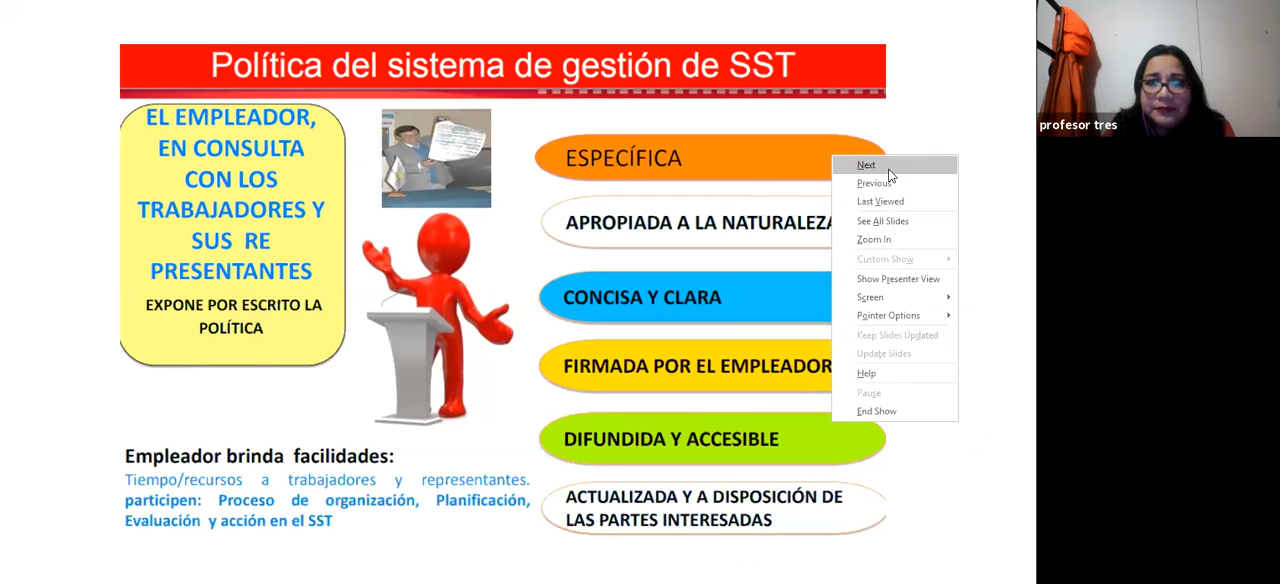 Política del sistema de gestión de SST
EL EMPLEADOR,
EN CONSULTA
CON LOS
TRABAJADORES Y
SUS RE
PRESENTANTES
EXPONE POR ESCRITO LA
POLÍTICA
Empleador brinda facilidades:
Tiempo/recursos a trabajadores y representantes.
participen: Proceso de organización, Planificación,
Evaluación y acción en el SST
ESPECÍFICA
APROPIADA A LA NATURALEZA
CONCISA Y CLARA
FIRMADA POR EL EMPLEADOR
DIFUNDIDA Y ACCESIBLE
ACTUALIZADA Y A DISPOSICIÓN DE
LAS PARTES INTERESADAS
Next
Previous
Last Viewed
See All Slides
Zoom In
Custom Show
Show Presenter View
Screen
Pointer Options
Keep Slides Updated
Update Slides
Help
Pause
End Show
profesor tres